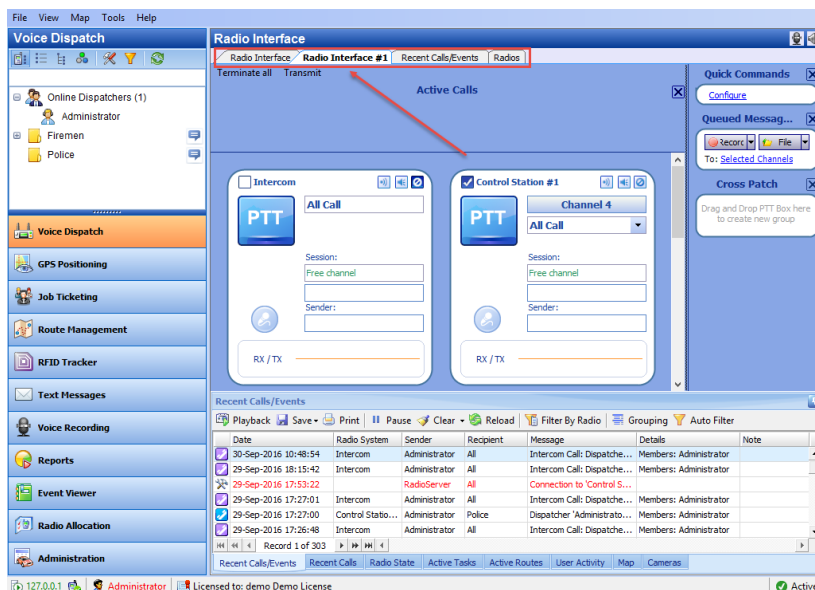 File View Map Tools Help
Voice Dispatch
Radio Interface
Radio Interface Radio Interface #1 Recent Calls/Events Radios
Terminate all Transmit
Active Calls
Quick Commands
Configure
Queued Messag...
Record File
To: Selected Channels
Cross Patch
Drag and Drop PTT Box here
to create new group
Online Dispatchers (1)
Administrator
Firemen
Police
Intercom
PTT
All Call
Session:
Free channel
Sender:
RX / TX
Control Station #1
PTT
Channel 4
All Call
Session:
Free channel
Sender:
RX / TX
Voice Dispatch
GPS Positioning
Job Ticketing
Route Management
RFID Tracker
Text Messages
Voice Recording
Reports
Event Viewer
Radio Allocation
Administration
Recent Calls/Events
Playback Save Print Pause Clear Reload Filter By Radio Grouping Auto Filter
Date Radio System Sender Recipient Message Details Note
30-Sep-2016 10:48:54 Intercom Administrator All Intercom Call: Dispatche... Members: Administrator
29-Sep-2016 18:15:42 Intercom Administrator All Intercom Call: Dispatche... Members: Administrator
29-Sep-2016 17:53:22 RadioServer All Connection to 'Control S...
29-Sep-2016 17:27:01 Intercom Administrator All Intercom Call: Dispatche... Members: Administrator
29-Sep-2016 17:27:00 Control Statio... Administrator Police Dispatcher 'Administrato... Members: Administrator
29-Sep-2016 17:26:48 Intercom Administrator All Intercom Call: Dispatche... Members: Administrator
Record 1 of 303
Recent Calls/Events Recent Calls Radio State Active Tasks Active Routes User Activity Map Cameras
127.0.0.1 Administrator Licensed to: demo Demo License Active